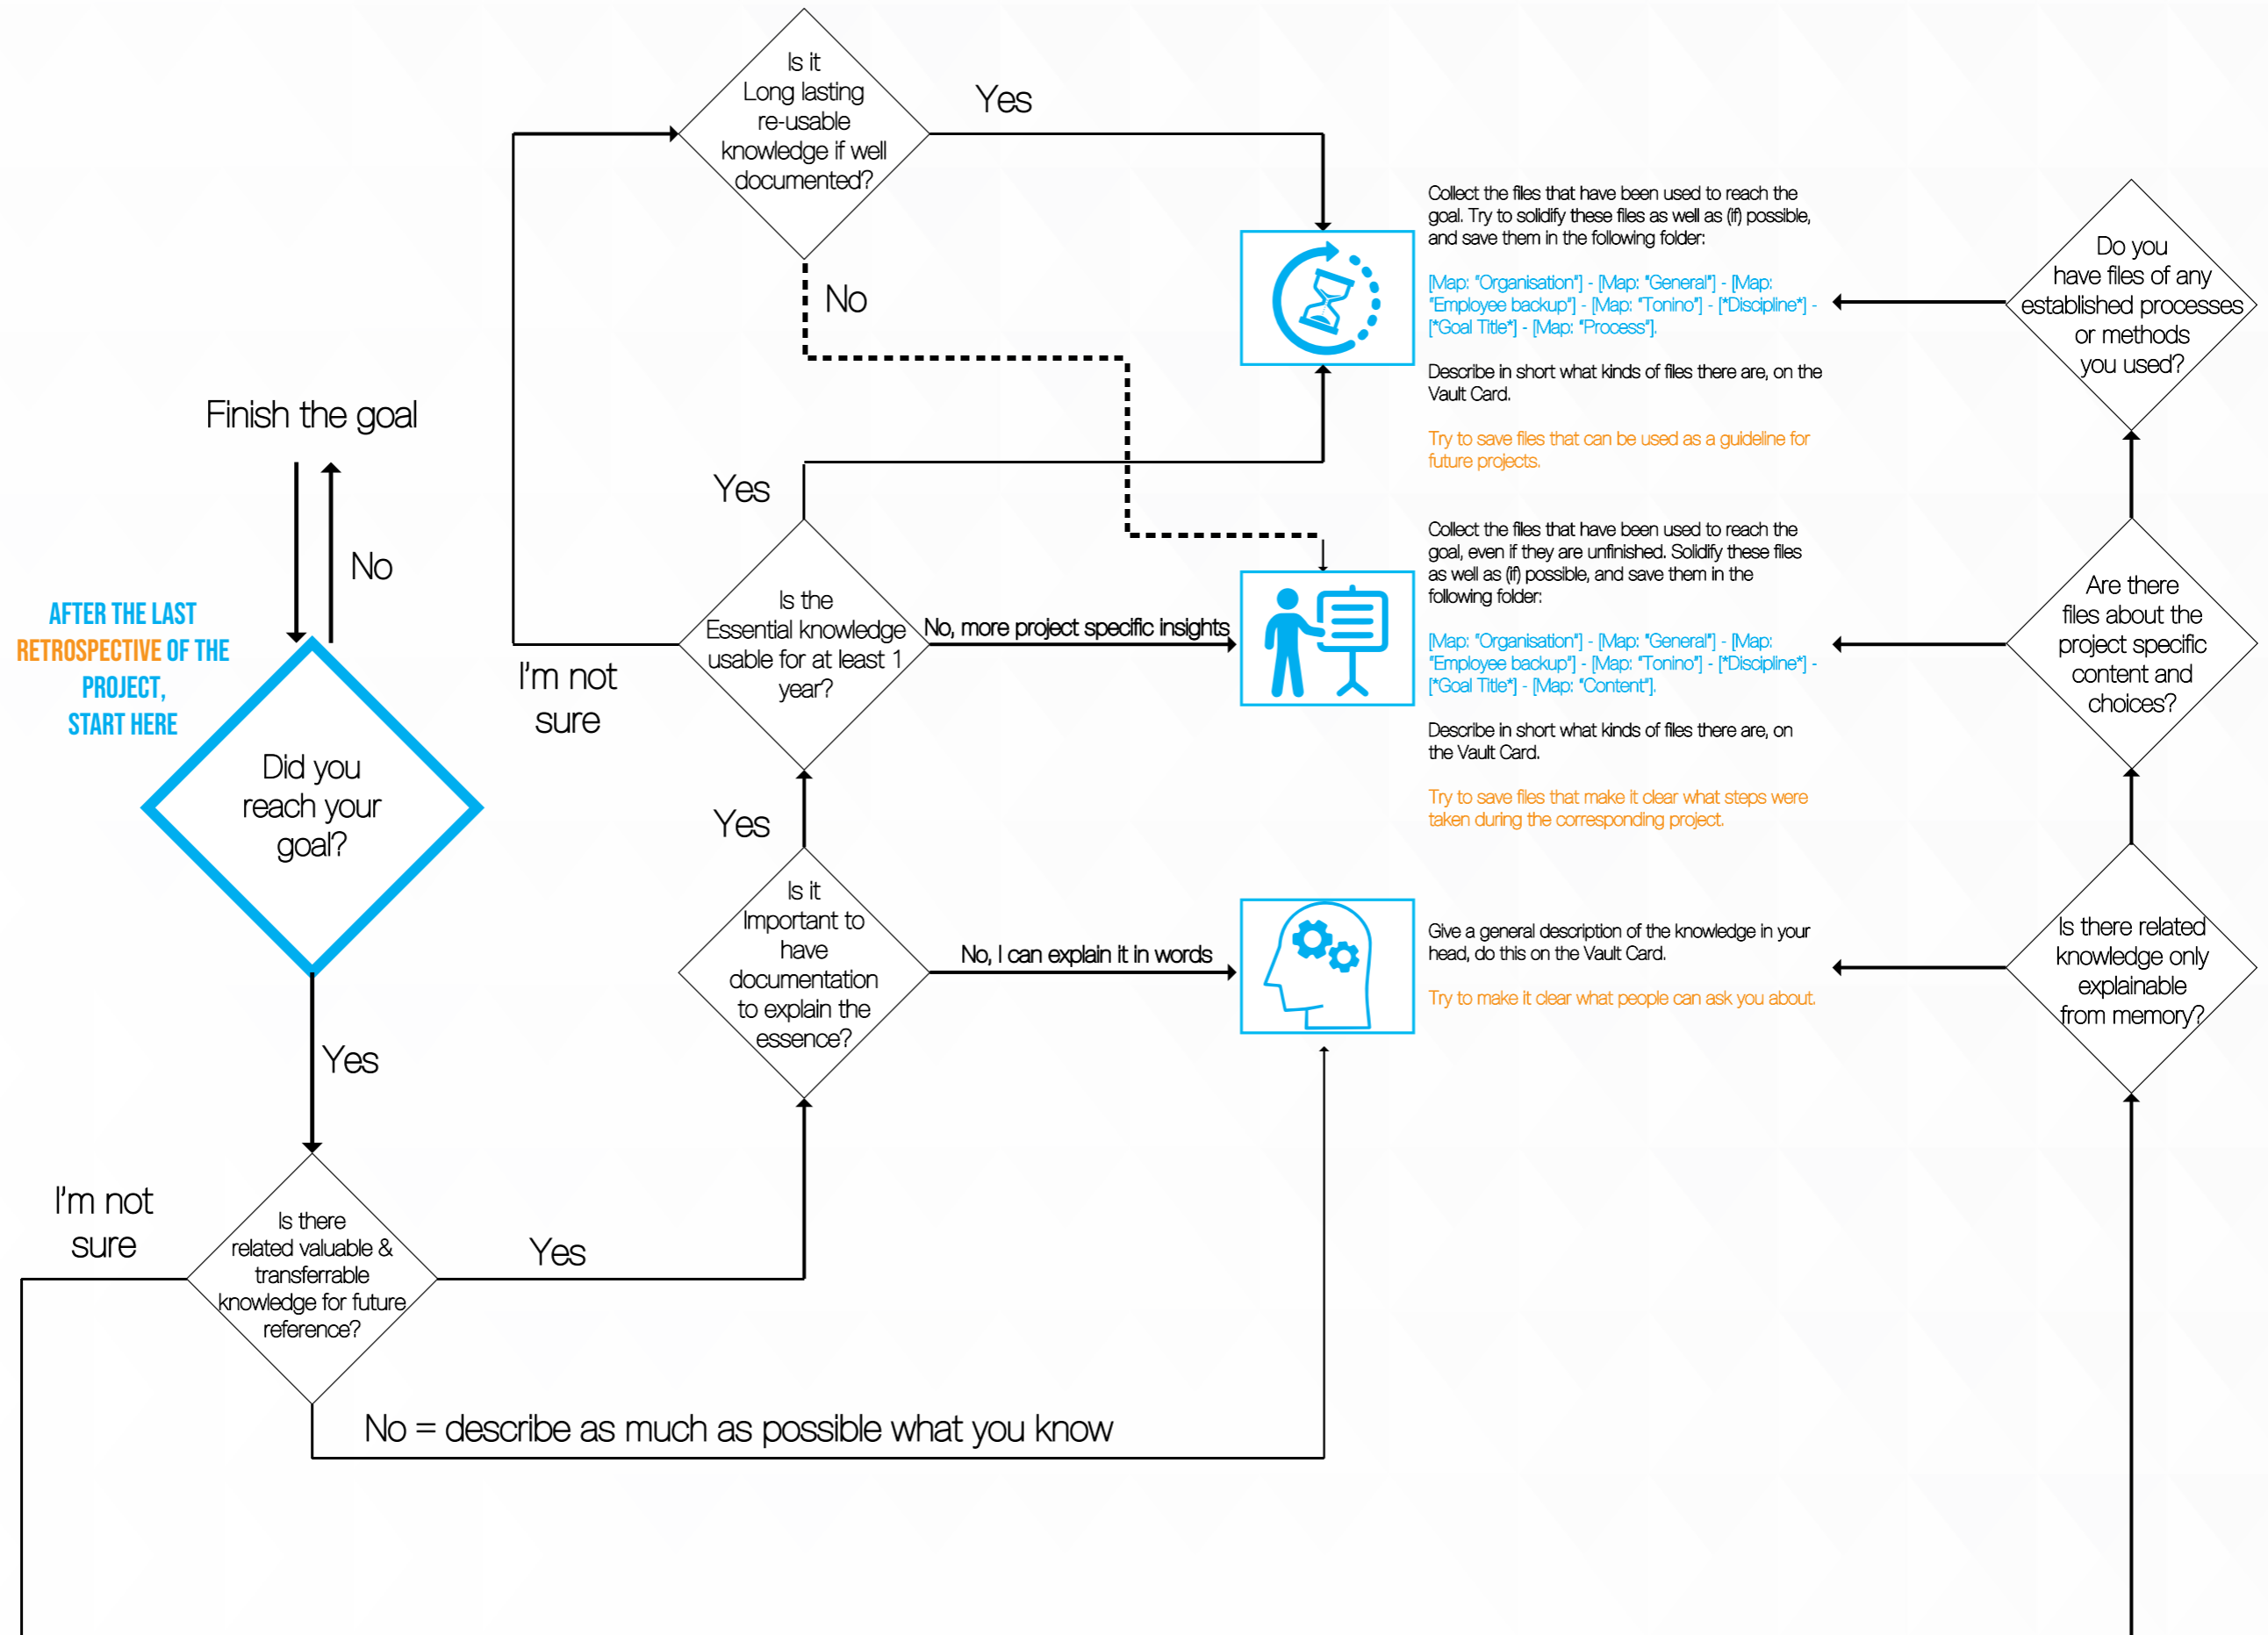 Is it
Long lasting
re-usable
knowledge if well
documented?
Yes
No
Collect the files that have been used to reach the
goal. Try to solidify these files as well as (if) possible,
and save them in the following folder:
[Map: "Organisation"] - [Map: "General"] - [Map:
"Employee backup"] - [Map: "Tonino"] - [*Discipline*] -
[*Goal Title*] - [Map: "Process"].
Describe in short what kinds of files there are, on the
Vault Card.
Try to save files that can be used as a guideline for
future projects.
Do you
have files of any
established processes
or methods
you used?
Finish the goal
No
AFTER THE LAST
RETROSPECTIVE OF THE
PROJECT,
START HERE
Did you
reach your
goal?
Yes
Yes
Is the
Essential knowledge
usable for at least 1
year?
I'm not
sure
No, more project specific insights
Collect the files that have been used to reach the
goal, even if they are unfinished. Solidify these files
as well as (if) possible, and save them in the
following folder:
[Map: "Organisation"] - [Map: "General"] - [Map:
"Employee backup"] - [Map: "Tonino"] - [*Discipline*] -
[*Goal Title*] - [Map: "Content"].
Describe in short what kinds of files there are, on
the Vault Card.
Try to save files that make it clear what steps were
taken during the corresponding project.
Are there
files about the
project specific
content and
choices?
Yes
Is it
Important to
have
documentation
to explain the
essence?
No, I can explain it in words
Give a general description of the knowledge in your
head, do this on the Vault Card.
Try to make it clear what people can ask you about.
Is there related
knowledge only
explainable
from memory?
I'm not
sure
Is there
related valuable &
transferrable
knowledge for future
reference?
Yes
No = describe as much as possible what you know